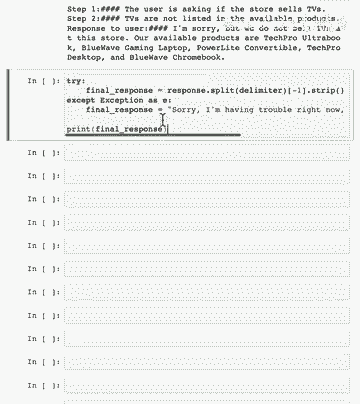 Step 1:#### The user is asking if the store sells TVs.
Step 2:#### TVs are not listed in the available products.
Response to user:#### I'm sorry, but we do not sell TVs a
t this store. Our available products are TechPro Ultraboo
k, BlueWave Gaming Laptop, PowerLite Convertible, TechPro
Desktop, and BlueWave Chromebook.
In [ ]: try:
final_response = response.split(delimiter)[-1].strip()
except Exception as e:
final_response = "Sorry, I'm having trouble right now,
print(final_response)
In [ ]:
In [ ]:
In [ ]:
In [ ]:
In [ ]:
In [ ]:
In [ ]:
In [ ]:
In [ ]:
In [ ]:
In [ ]: